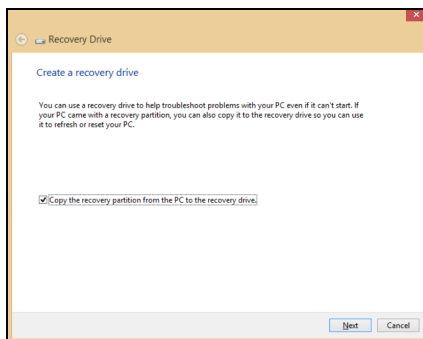 Recovery Drive
Create a recovery drive
You can use a recovery drive to help troubleshoot problems with your PC even if it can't start. If
your PC came with a recovery partition, you can also copy it to the recovery drive so you can use
it to refresh or reset your PC.
Copy the recovery partition from the PC to the recovery drive.
Next Cancel